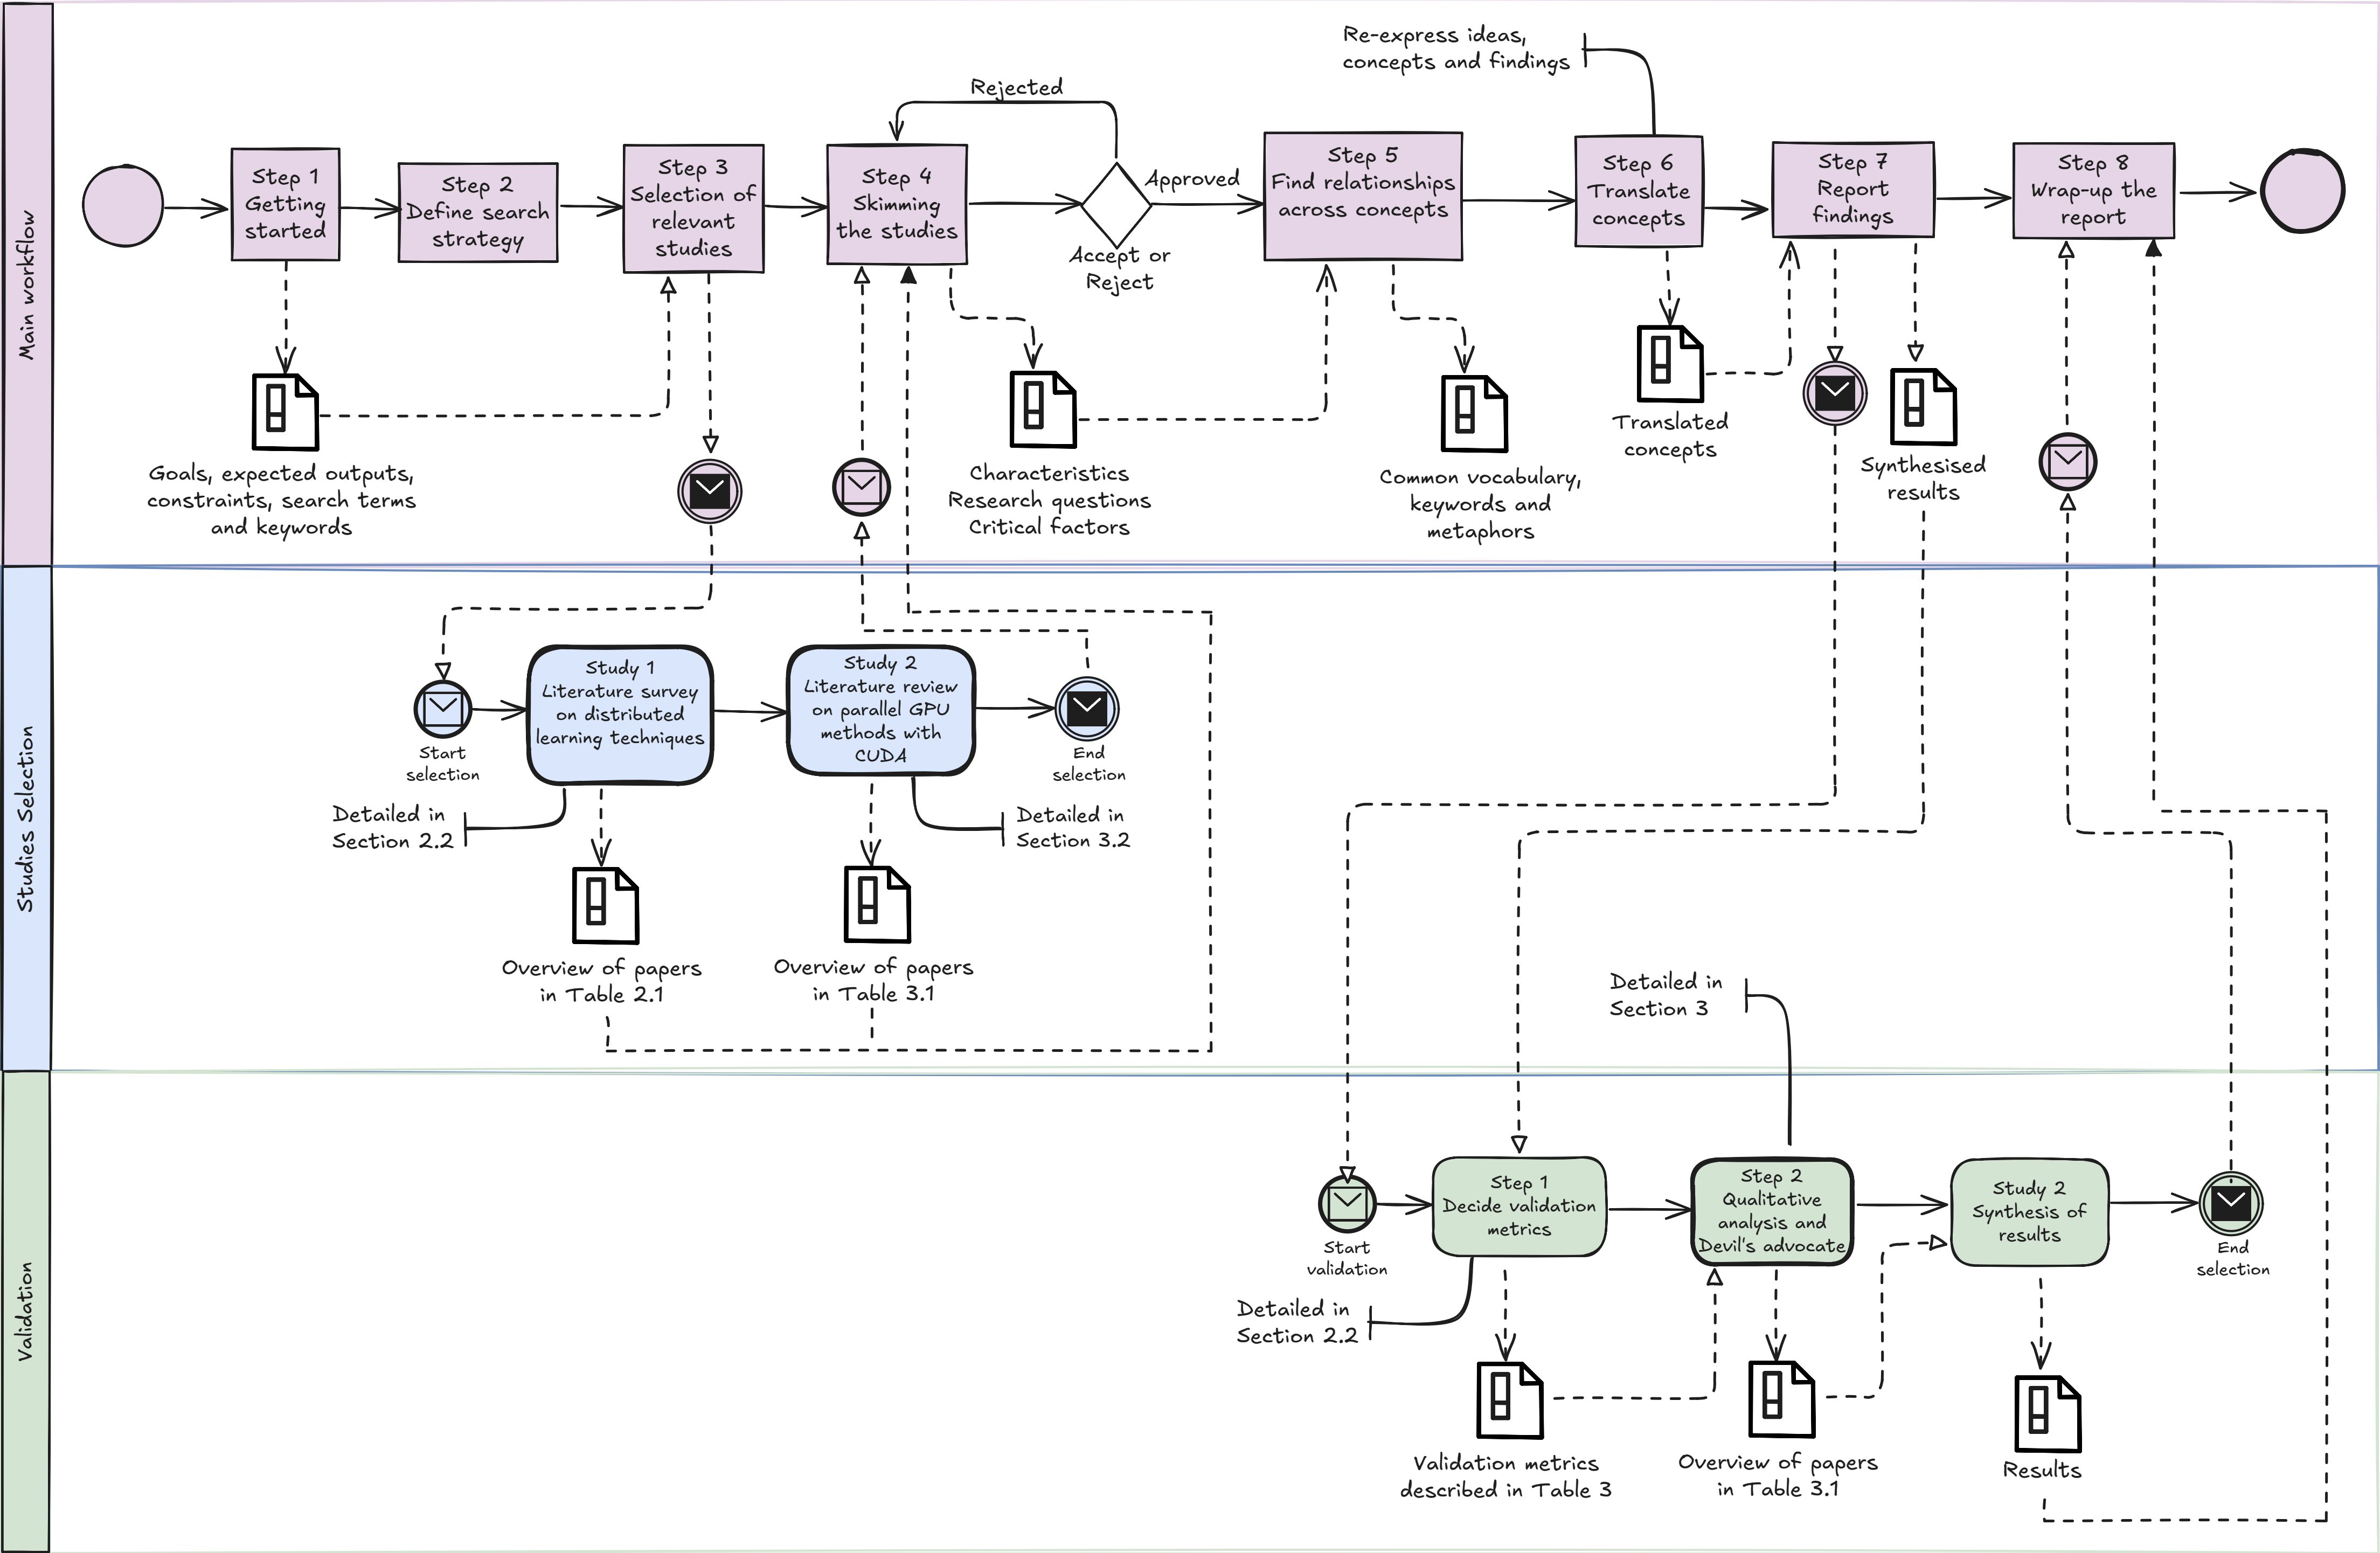 Main workflow
Re-express ideas,
concepts and findings
Rejected
Step 1
Getting
started
Step 2
Define search
strategy
Step 3
Selection of
relevant
studies
Step 4
Skimming
the studies
Accept or
Reject
Approved
Step 5
Find relationships
across concepts
Step 6
Translate
concepts
Step 7
Report
findings
Step 8
Wrap-up the
report
Goals, expected outputs,
constraints, search terms
and keywords
Characteristics
Research questions
Critical factors
Common vocabulary,
keywords and
metaphors
Translated
concepts
Synthesised
results
Studies Selection
Start
selection
Study 1
Literature survey
on distributed
learning techniques
Study 2
Literature review
on parallel GPU
methods with
CUDA
End
selection
Detailed in
Section 2.2
Detailed in
Section 3.2
Overview of papers
in Table 2.1
Overview of papers
in Table 3.1
Validation
Detailed in
Section 3
Start
validation
Step 1
Decide validation
metrics
Step 2
Qualitative
analysis and
Devil's advocate
Study 2
Synthesis of
results
End
selection
Detailed in
Section 2.2
Validation metrics
described in Table 3
Overview of papers
in Table 3.1
Results